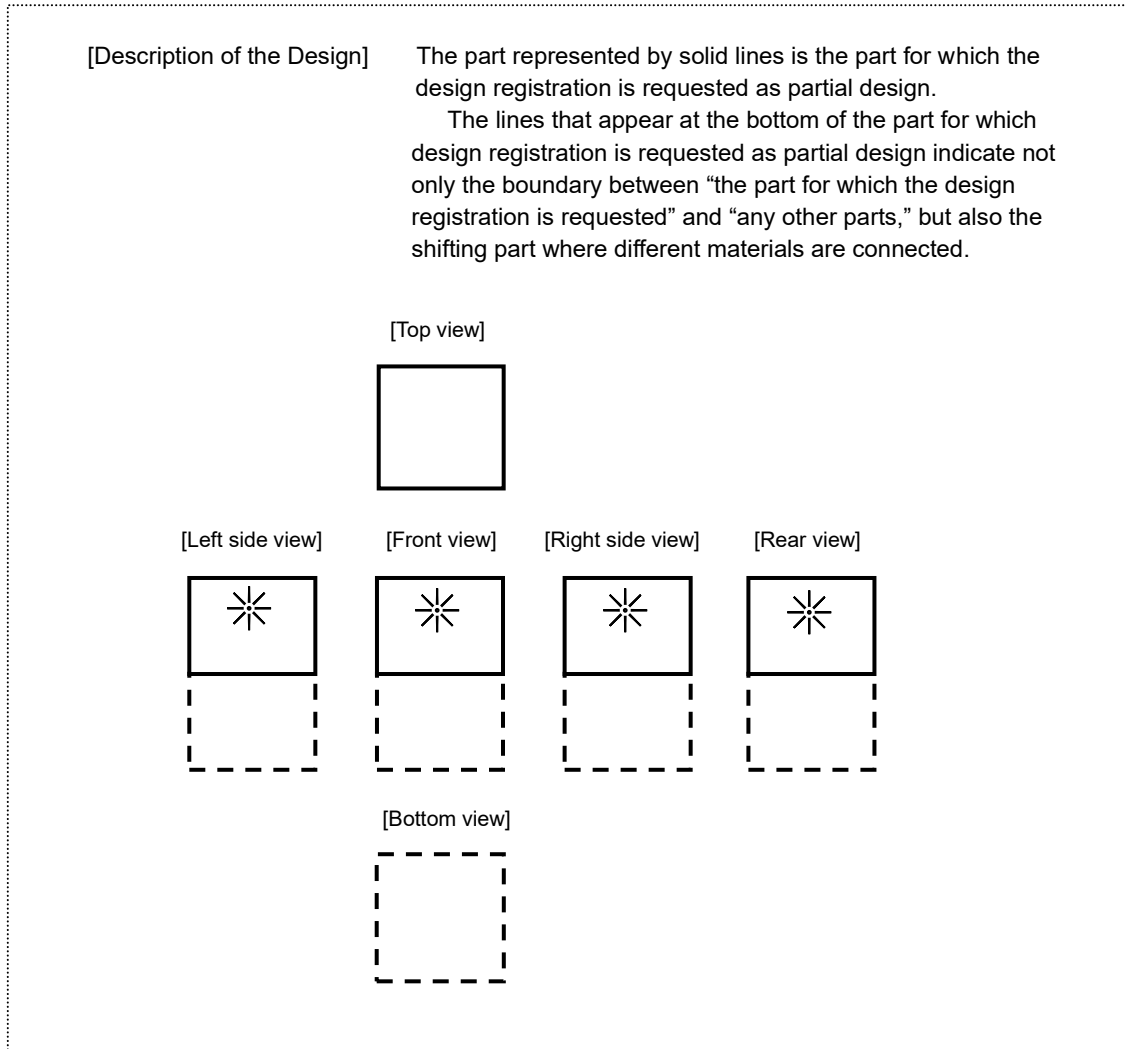 [Description of the Design] The part represented by solid lines is the part for which the
design registration is requested as partial design.
The lines that appear at the bottom of the part for which
design registration is requested as partial design indicate not
only the boundary between “the part for which the design
registration is requested” and “any other parts,” but also the
shifting part where different materials are connected.
[Top view]
[Left side view] [Front view] [Right side view] [Rear view]
[Bottom view]